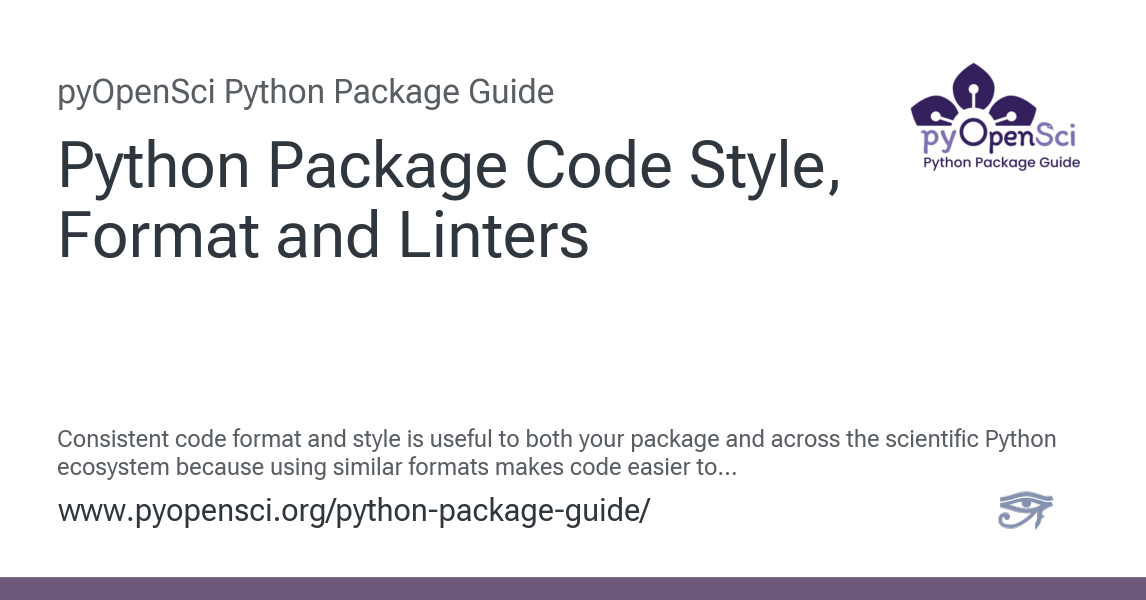 pyOpenSci Python Package Guide
Python Package Code Style,
Format and Linters
pyOpenSci
Python Package Guide
Consistent code format and style is useful to both your package and across the scientific Python
ecosystem because using similar formats makes code easier to...
www.pyopensci.org/python-package-guide/